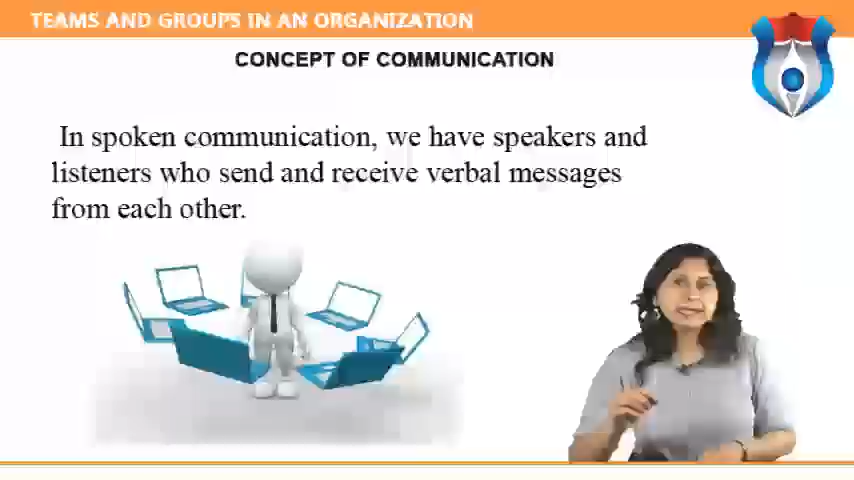 TEAMS AND GROUPS IN AN ORGANIZATION
CONCEPT OF COMMUNICATION
In spoken communication, we have speakers and
listeners who send and receive verbal messages
from each other.